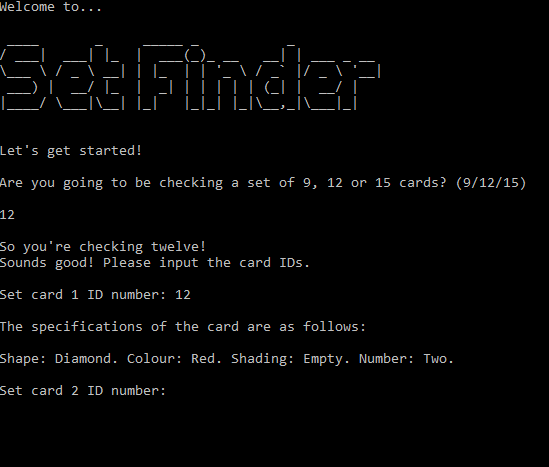 Welcome to...
Set Finder
Let's get started!
Are you going to be checking a set of 9, 12 or 15 cards? (9/12/15)
12
So you're checking twelve!
Sounds good! Please input the card IDs.
Set card 1 ID number: 12
The specifications of the card are as follows:
Shape: Diamond. Colour: Red. Shading: Empty. Number: Two.
Set card 2 ID number: